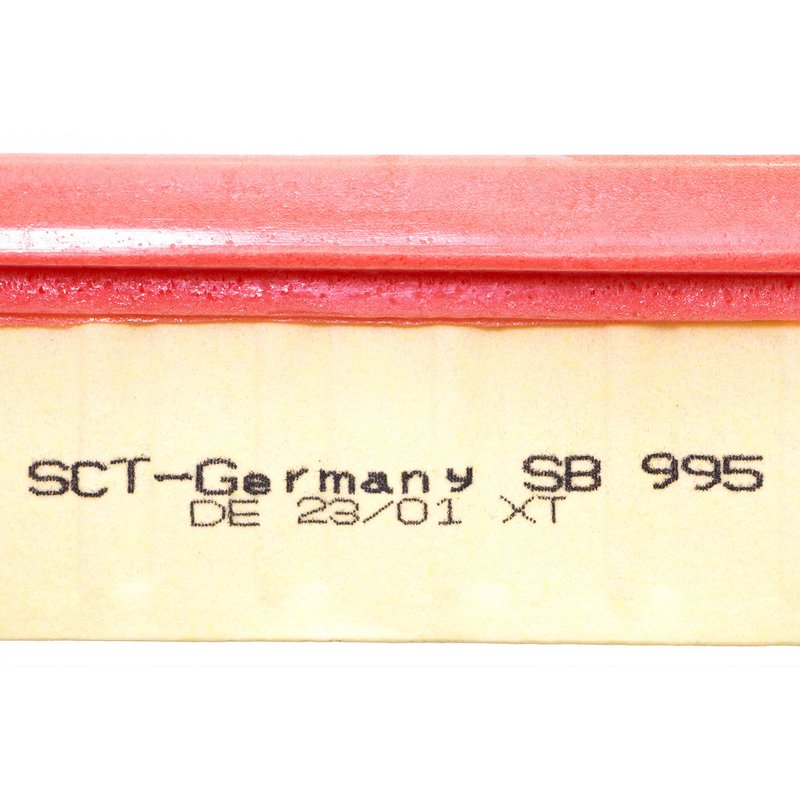 SCT-Germany SB 995
DE 23/01 XT